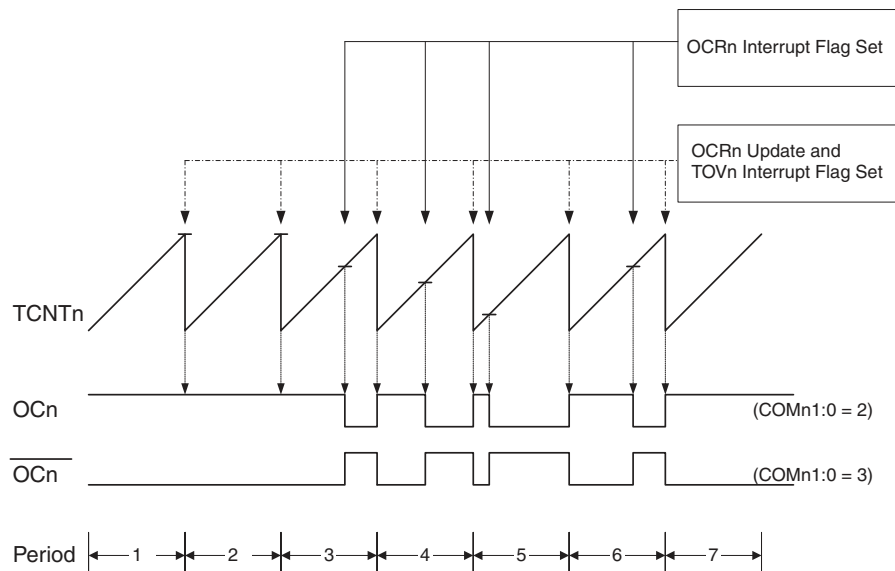 OCRn Interrupt Flag Set
OCRn Update and
TOVn Interrupt Flag Set
TCNTn
OCn
(COMn1:0 = 2)
OCn
(COMn1:0 = 3)
Period
1
2
3
4
5
6
7